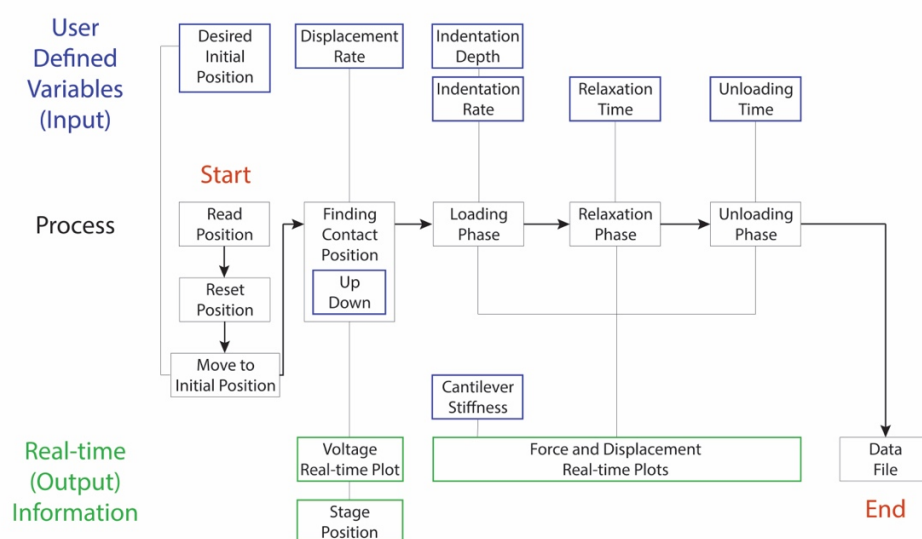 User
Defined
Variables
(Input)
Desired
Initial
Position
Displacement
Rate
Indentation
Depth
Indentation
Rate
Relaxation
Time
Unloading
Time
Start
Process
Read
Position
Reset
Position
Move to
Initial Position
Finding
Contact
Position
Up
Down
Loading
Phase
Relaxation
Phase
Unloading
Phase
Cantilever
Stiffness
Real-time
(Output)
Information
Voltage
Real-time Plot
Stage
Position
Force and Displacement
Real-time Plots
Data
File
End